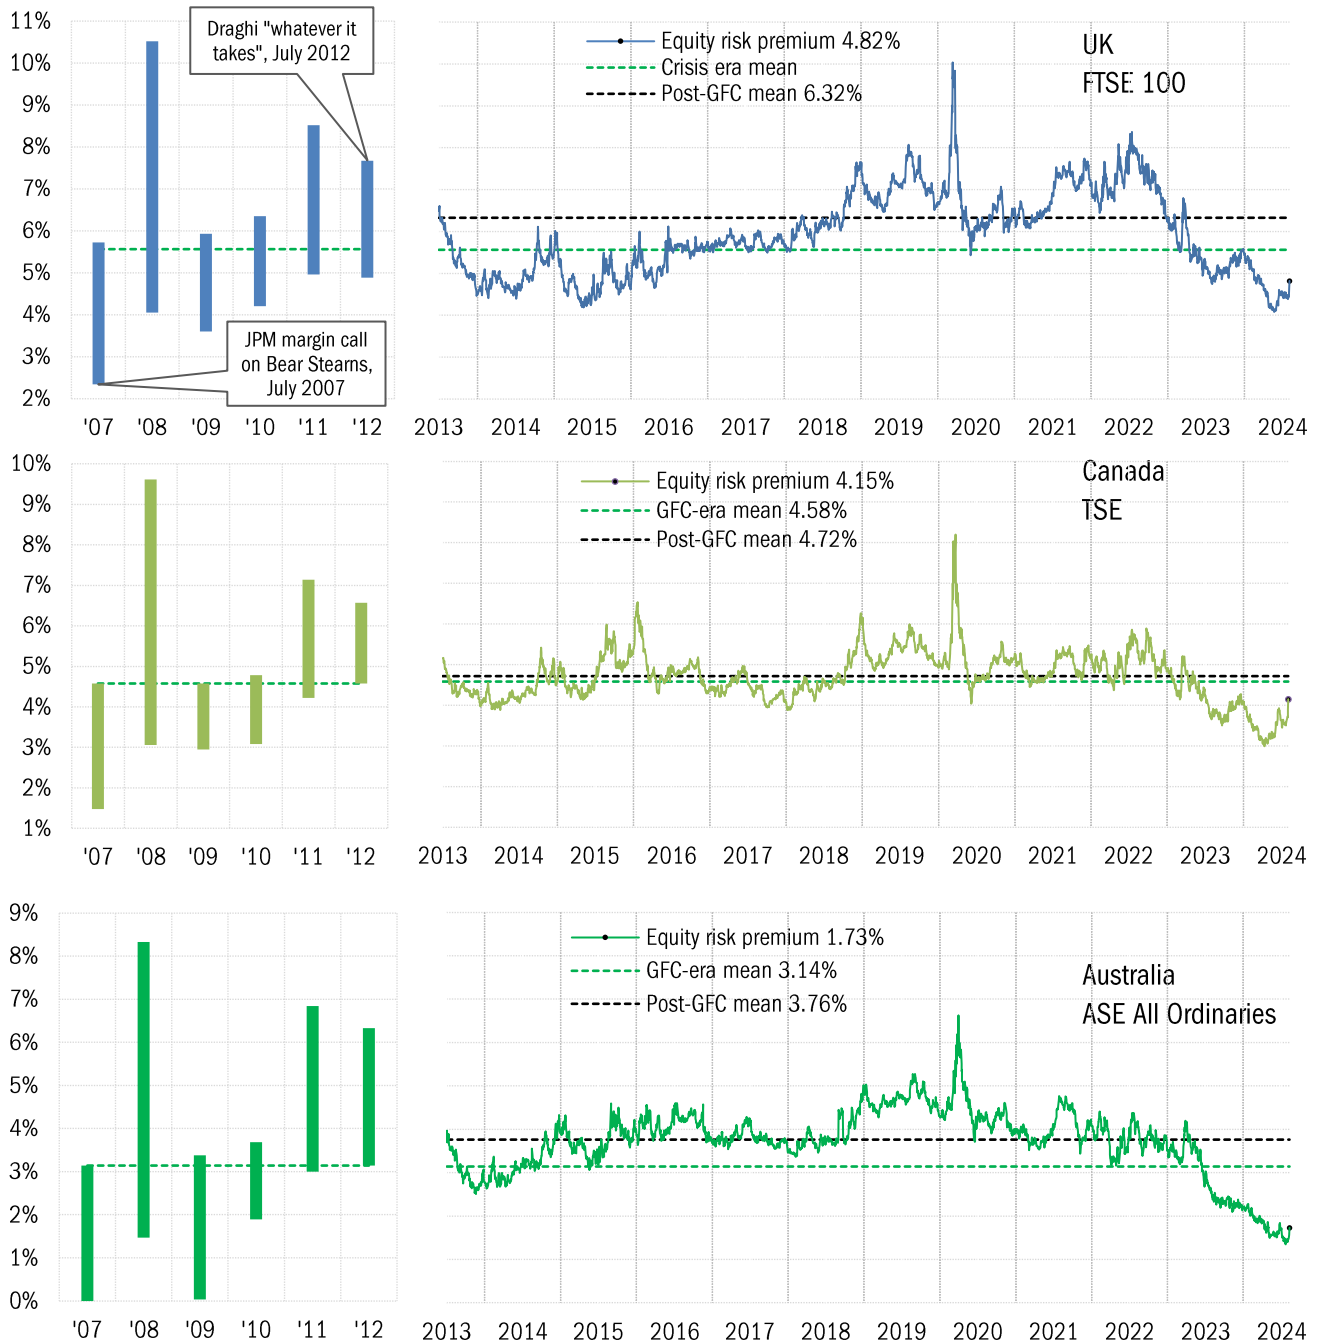 11%
10%
9%
8%
7%
6%
5%
4%
3%
2%
Draghi "whatever it
takes", July 2012
JPM margin call
on Bear Stearns,
July 2007
'07 '08 '09 '10 '11 '12
Equity risk premium 4.82%
Crisis era mean
Post-GFC mean 6.32%
UK
FTSE 100
2013 2014 2015 2016 2017 2018 2019 2020 2021 2022 2023 2024
10%
9%
8%
7%
6%
5%
4%
3%
2%
1%
'07 '08 '09 '10 '11 '12
Equity risk premium 4.15%
GFC-era mean 4.58%
Post-GFC mean 4.72%
Canada
TSE
2013 2014 2015 2016 2017 2018 2019 2020 2021 2022 2023 2024
9%
8%
7%
6%
5%
4%
3%
2%
1%
0%
'07 '08 '09 '10 '11 '12
Equity risk premium 1.73%
GFC-era mean 3.14%
Post-GFC mean 3.76%
Australia
ASE All Ordinaries
2013 2014 2015 2016 2017 2018 2019 2020 2021 2022 2023 2024